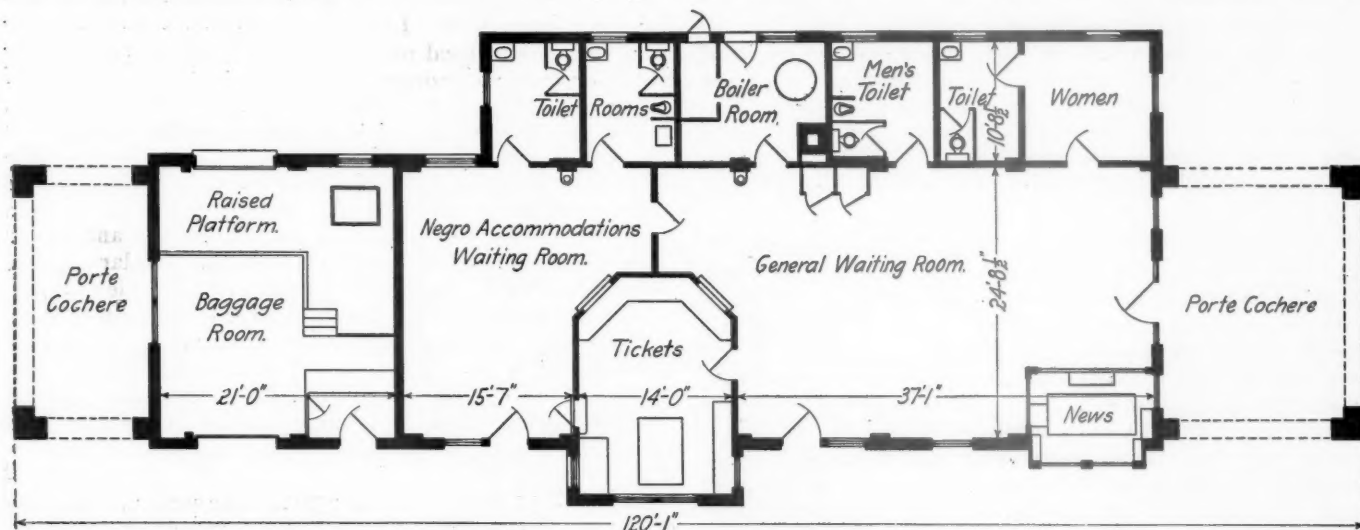 Toilet
Rooms
Boiler
Room.
Men's
Toilet
Toilet
10'-8½"
Women
Raised
Platform.
Negro Accommodations
Waiting Room.
General Waiting Room.
24'-8½"
Porte
Cochere
Baggage
Room.
Tickets
Porte Cochere
21'-0"
15'-7"
14'-0"
37'-1"
News
120'-1"